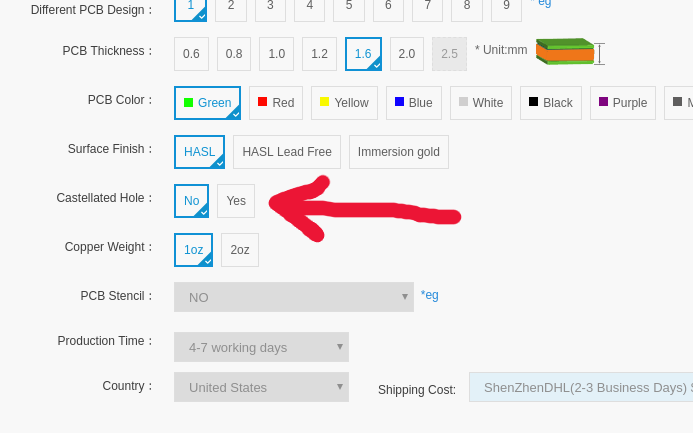 Different PCB Design： 1 2 3 4 5 6 7 8 9 * eg
PCB Thickness： 0.6 0.8 1.0 1.2 1.6 2.0 2.5 * Unit:mm
PCB Color： Green Red Yellow Blue White Black Purple M
Surface Finish： HASL HASL Lead Free Immersion gold
Castellated Hole： No Yes
Copper Weight： 1oz 2oz
PCB Stencil： NO *eg
Production Time： 4-7 working days
Country： United States Shipping Cost: ShenZhenDHL(2-3 Business Days)